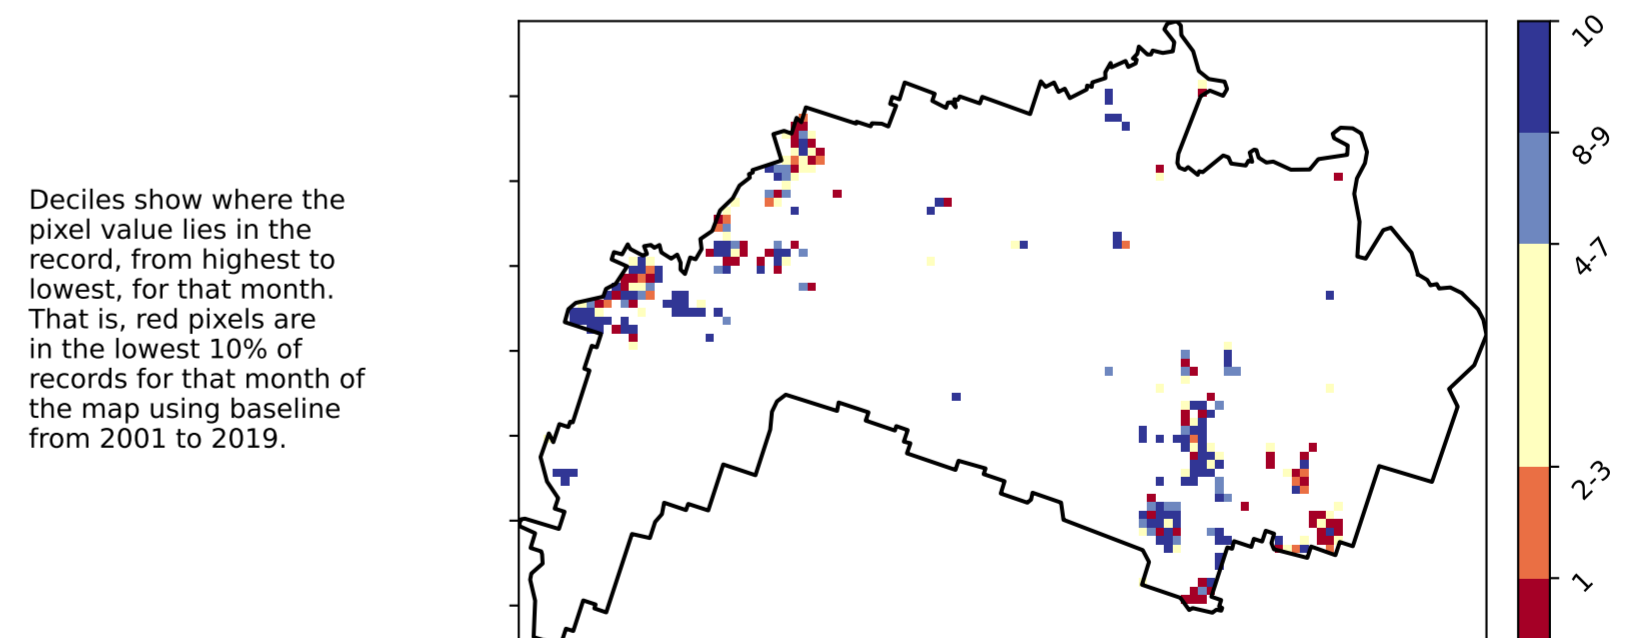 Deciles show where the
pixel value lies in the
record, from highest to
lowest, for that month.
That is, red pixels are
in the lowest 10% of
records for that month of
the map using baseline
from 2001 to 2019.
10
8-9
4-7
2-3
1